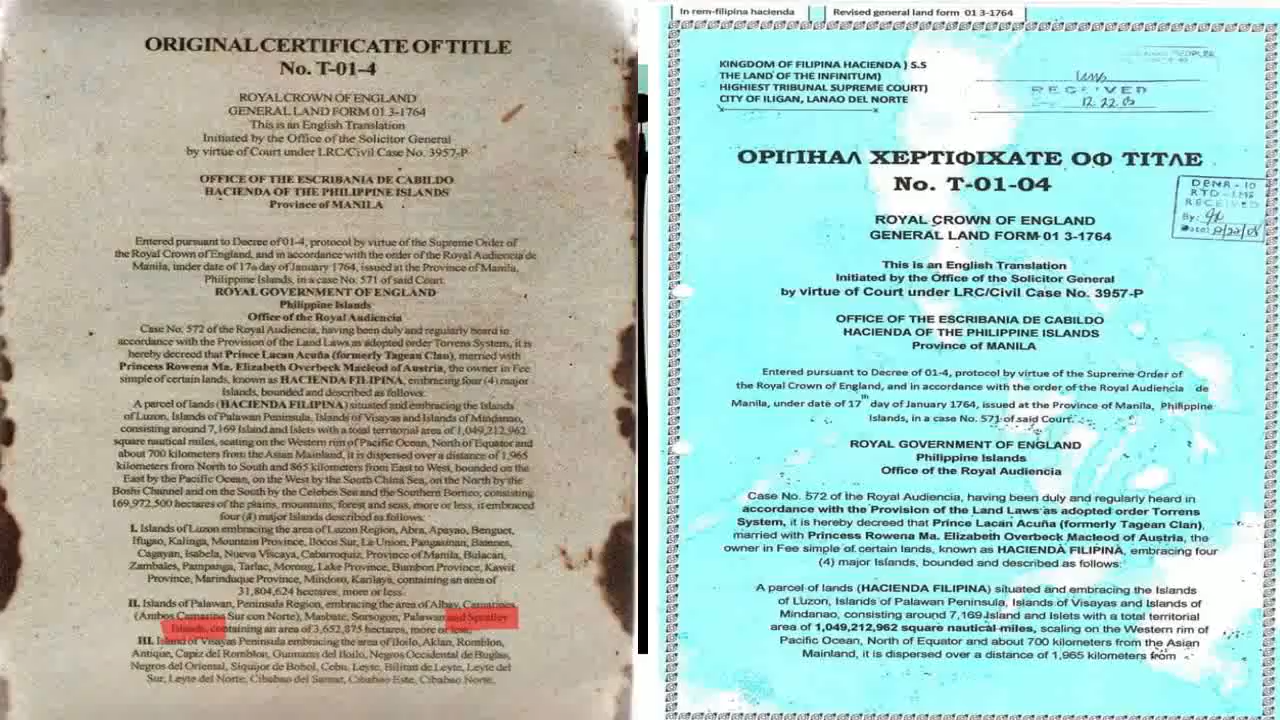 ORIGINAL CERTIFICATE OF TITLE
No. T-01-4
ROYAL CROWN OF ENGLAND
GENERAL LAND FORM 01 3-1764
This is an English Translation
Initiated by the Office of the Solicitor General
by virtue of Court under LRC/Civil Case No. 3957-P
OFFICE OF THE ESCRIBANIA DE CABILDO
HACIENDA OF THE PHILIPPINE ISLANDS
Province of MANILA
Entered pursuant to Decree of 01-4, protocol by virtue of the Supreme Order of
the Royal Crown of England, and in accordance with the order of the Royal Audiencia de
Manila, under date of 17a day of January 1764, issued at the Province of Manila,
Philippine Islands, in a case No. 571 of said Court.
ROYAL GOVERNMENT OF ENGLAND
Philippine Islands
Office of the Royal Audiencia
Case No. 572 of the Royal Audiencia, having been duly and regularly heard in
accordance with the Provision of the Land Laws as adopted order Torrens System, it is
hereby decreed that Prince Lacan Acuña (formerly Tagean Clan), married with
Princess Rowena Ma. Elizabeth Overbeck Macleod of Austria, the owner in Fee
simple of certain lands, known as HACIENDA FILIPINA, embracing four (4) major
Islands, bounded and described as follows:
A parcel of lands (HACIENDA FILIPINA) situated and embracing the Islands
of Luzon, Islands of Palawan Peninsula, Islands of Visayas and Islands of Mindanao,
consisting around 7,169 Island and Islets with a total territorial area of 1,049,212,962
square nautical miles, seating on the Western rim of Pacific Ocean, North of Equator and
about 700 kilometers from the Asian Mainland, it is dispersed over a distance of 1,965
kilometers from North to South and 865 kilometers from East to West, bounded on the
East by the Pacific Ocean, on the West by the South China Sea, on the North by the
Boshi Channel and on the South by the Celebes Sea and the Southern Borneo, consisting
169,972,500 hectares of the plains, mountains, forest and seas, more or less, it embraced
four (4) major Islands described as follows:
I. Islands of Luzon embracing the area of Luzon Region, Abra, Apayao, Benguet,
Ifugao, Kalinga, Mountain Province, Ilocos Sur, La Union, Pangasinan, Batanes,
Cagayan, Isabela, Nueva Viscaya, Cabarroquiz, Province of Manila, Bulacan,
Zambales, Pampanga, Tarlac, Morong, Lake Province, Bumbon Province, Kawit
Province, Marinduque Province, Mindoro, Karilaya, containing an area of
31,804,624 hectares, more or less.
II. Islands of Palawan, Peninsula Region, embracing the area of Albay, Camarines
(Ambos Camarina Sur con Norte), Masbate, Sorsogon, Palawan and Spratley
Islands, containing an area of 3,652,875 hectares, more or less.
III. Island of Visayas Peninsula embracing the area of Iloilo, Aklan, Romblon,
Antique, Capiz del Romblon, Guimams del Iloilo, Negros Occidental de Buglas,
Negros del Oriental, Siquijor de Bohol, Cebu, Leyte, Biliran de Leyte, Leyte del
Sur, Leyte del Norte, Cibabao del Samar, Cibabao Este, Cibabao Norte,
In rem-filipina hacienda
Revised general land form 01 3-1764
KINGDOM OF FILIPINA HACIENDA ) S.S
THE LAND OF THE INFINITUM)
HIGHEST TRIBUNAL SUPREME COURT)
CITY OF ILIGAN, LANAO DEL NORTE
RECEIVED
12.22.05
ОРІПНАΛ ХЕРТІФІХАТЕ ОФ ТІТΛЕ
No. T-01-04
DENR-10
RTD-LMS
RECEIVED
By:
Date: 12/22/05
ROYAL CROWN OF ENGLAND
GENERAL LAND FORM 01 3-1764
This is an English Translation
Initiated by the Office of the Solicitor General
by virtue of Court under LRC/Civil Case No. 3957-P
OFFICE OF THE ESCRIBANIA DE CABILDO
HACIENDA OF THE PHILIPPINE ISLANDS
Province of MANILA
Entered pursuant to Decree of 01-4, protocol by virtue of the Supreme Order of
the Royal Crown of England, and in accordance with the order of the Royal Audiencia de
Manila, under date of 17th day of January 1764, issued at the Province of Manila, Philippine
Islands, in a case No. 571 of said Court.
ROYAL GOVERNMENT OF ENGLAND
Philippine Islands
Office of the Royal Audiencia
Case No. 572 of the Royal Audiencia, having been duly and regularly heard in
accordance with the Provision of the Land Laws as adopted order Torrens
System, it is hereby decreed that Prince Lacan Acuña (formerly Tagean Clan),
married with Princess Rowena Ma. Elizabeth Overbeck Macleod of Austria, the
owner in Fee simple of certain lands, known as HACIENDA FILIPINA, embracing four
(4) major Islands, bounded and described as follows:
A parcel of lands (HACIENDA FILIPINA) situated and embracing the Islands
of Luzon, Islands of Palawan Peninsula, Islands of Visayas and Islands of
Mindanao, consisting around 7,169 Island and Islets with a total territorial
area of 1,049,212,962 square nautical miles, scaling on the Western rim of
Pacific Ocean, North of Equator and about 700 kilometers from the Asian
Mainland, it is dispersed over a distance of 1,965 kilometers from